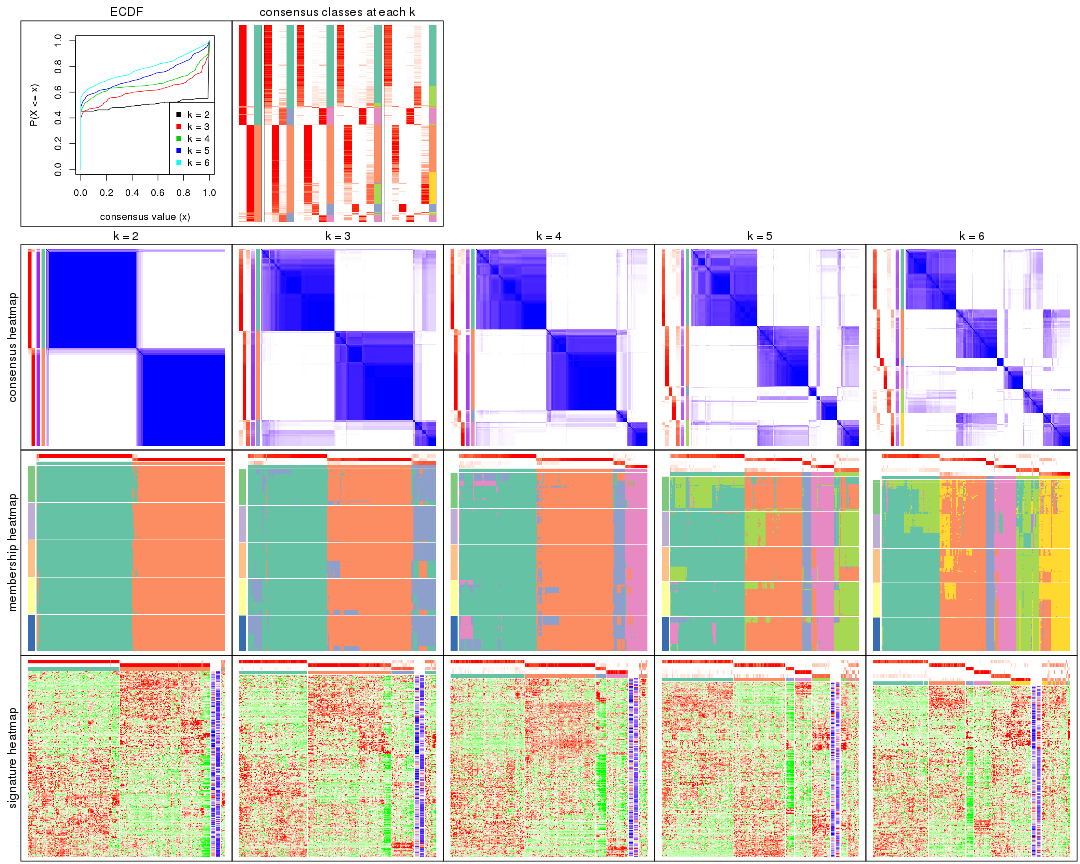 ECDF
consensus classes at each k
P(X <= x)
1.0
0.8
0.6
0.4
0.2
0.0
k = 2
k = 3
k = 4
k = 5
k = 6
0.0 0.2 0.4 0.6 0.8 1.0
consensus value (x)
k = 2
k = 3
k = 4
k = 5
k = 6
consensus heatmap
membership heatmap
signature heatmap